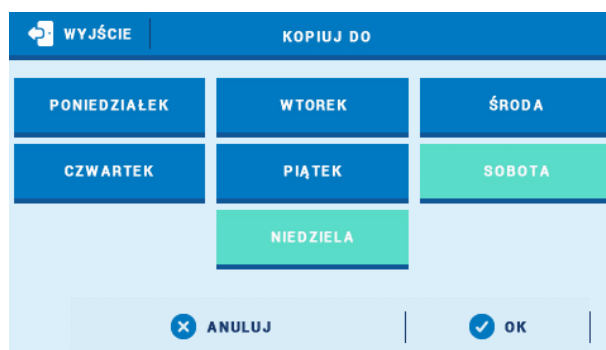 WYJŚCIE KOPIUJ DO
PONIEDZIAŁEK WTOREK ŚRODA
CZWARTEK PIĄTEK SOBOTA
NIEDZIELA
ANULUJ OK